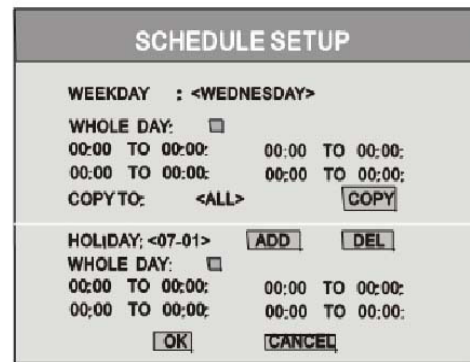 SCHEDULE SETUP
WEEKDAY : <WEDNESDAY>
WHOLE DAY:
00:00 TO 00:00: 00:00 TO 00:00:
00:00 TO 00:00: 00:00 TO 00:00:
COPY TO: <ALL> COPY
HOLIDAY: <07-01> ADD DEL
WHOLE DAY:
00:00 TO 00:00: 00:00 TO 00:00:
00:00 TO 00:00: 00:00 TO 00:00:
OK CANCEL